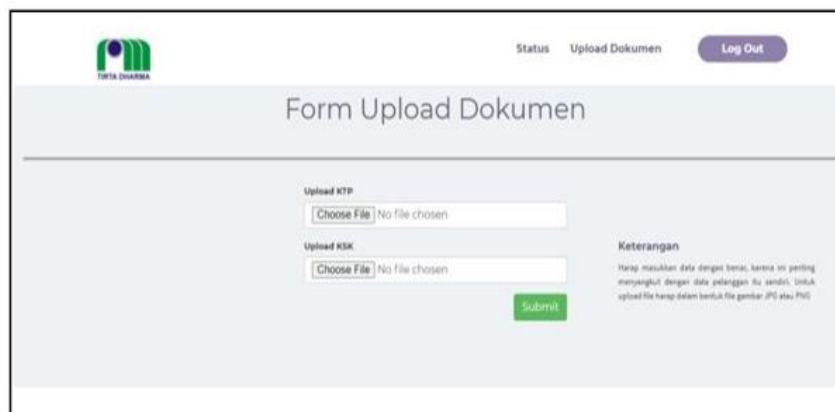 TIRTA DHARMA
Status Upload Dokumen Log Out
Form Upload Dokumen
Upload KTP
Choose File No file chosen
Upload KSK
Choose File No file chosen
Submit
Keterangan
Harap masukkan data dengan benar, karena ini penting
menyangkut dengan data pelanggan itu sendiri. Untuk
upload file harap dalam bentuk file gambar JPG atau PNG